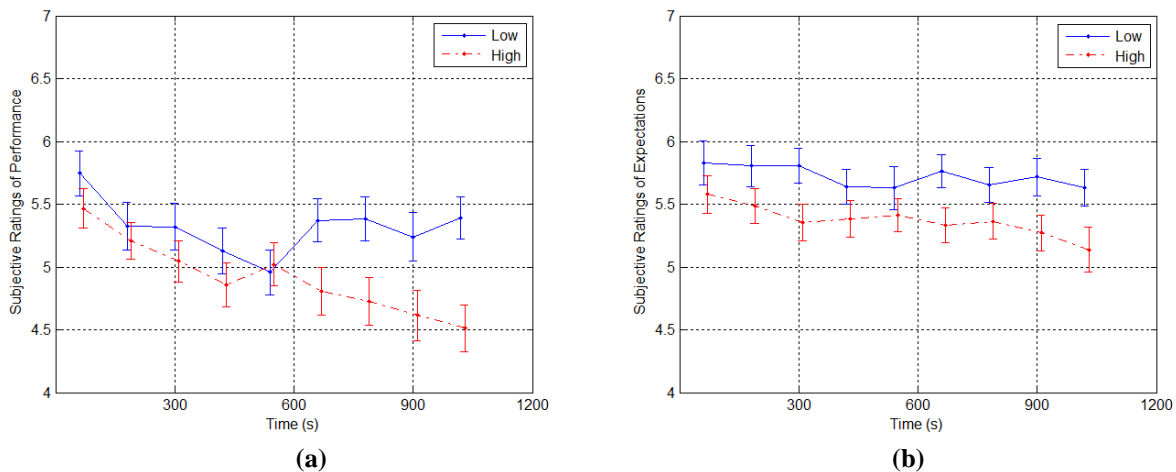 7
6.5
6
5.5
5
4.5
4
300
600
900
1200
Time (s)
Subjective Ratings of Performance
Low
High
(a)
7
6.5
6
5.5
5
4.5
4
300
600
900
1200
Time (s)
Subjective Ratings of Expectations
Low
High
(b)